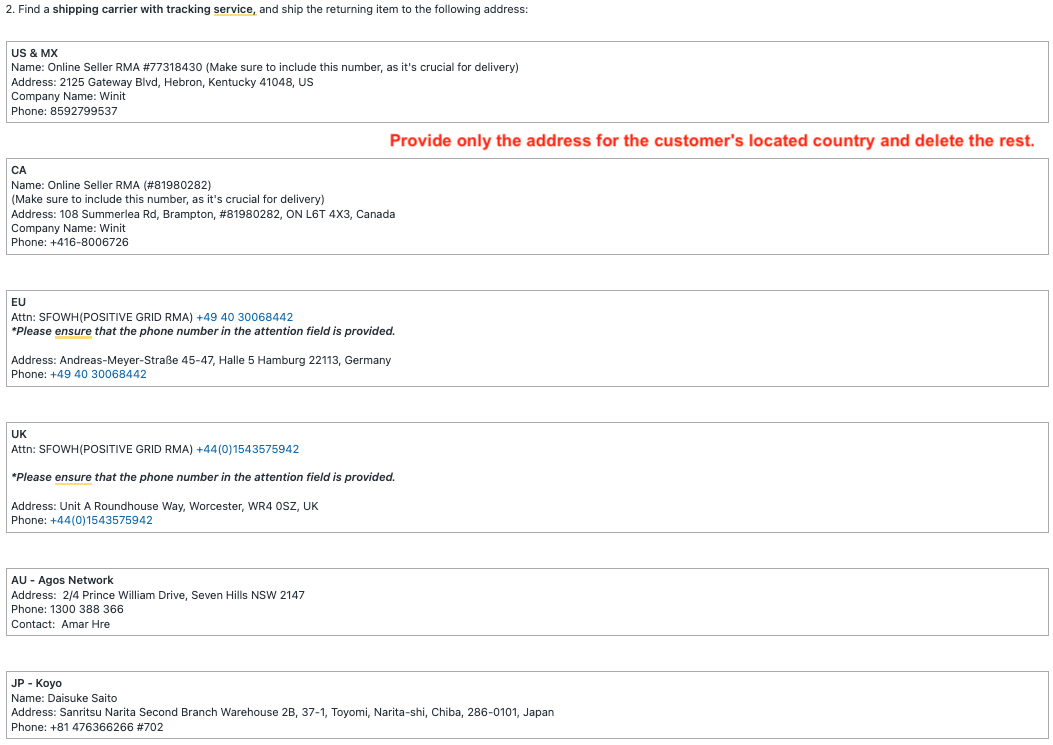 2. Find a shipping carrier with tracking service, and ship the returning item to the following address:
US & MX
Name: Online Seller RMA #77318430 (Make sure to include this number, as it's crucial for delivery)
Address: 2125 Gateway Blvd, Hebron, Kentucky 41048, US
Company Name: Winit
Phone: 8592799537
Provide only the address for the customer's located country and delete the rest.
CA
Name: Online Seller RMA (#81980282)
(Make sure to include this number, as it's crucial for delivery)
Address: 108 Summerlea Rd, Brampton, #81980282, ON L6T 4X3, Canada
Company Name: Winit
Phone: +416-8006726
EU
Attn: SFOWH(POSITIVE GRID RMA) +49 40 30068442
*Please ensure that the phone number in the attention field is provided.
Address: Andreas-Meyer-Straße 45-47, Halle 5 Hamburg 22113, Germany
Phone: +49 40 30068442
UK
Attn: SFOWH(POSITIVE GRID RMA) +44(0)1543575942
*Please ensure that the phone number in the attention field is provided.
Address: Unit A Roundhouse Way, Worcester, WR4 0SZ, UK
Phone: +44(0)1543575942
AU - Agos Network
Address:  2/4 Prince William Drive, Seven Hills NSW 2147
Phone: 1300 388 366
Contact:  Amar Hre
JP - Koyo
Name: Daisuke Saito
Address: Sanritsu Narita Second Branch Warehouse 2B, 37-1, Toyomi, Narita-shi, Chiba, 286-0101, Japan
Phone: +81 476366266 #702